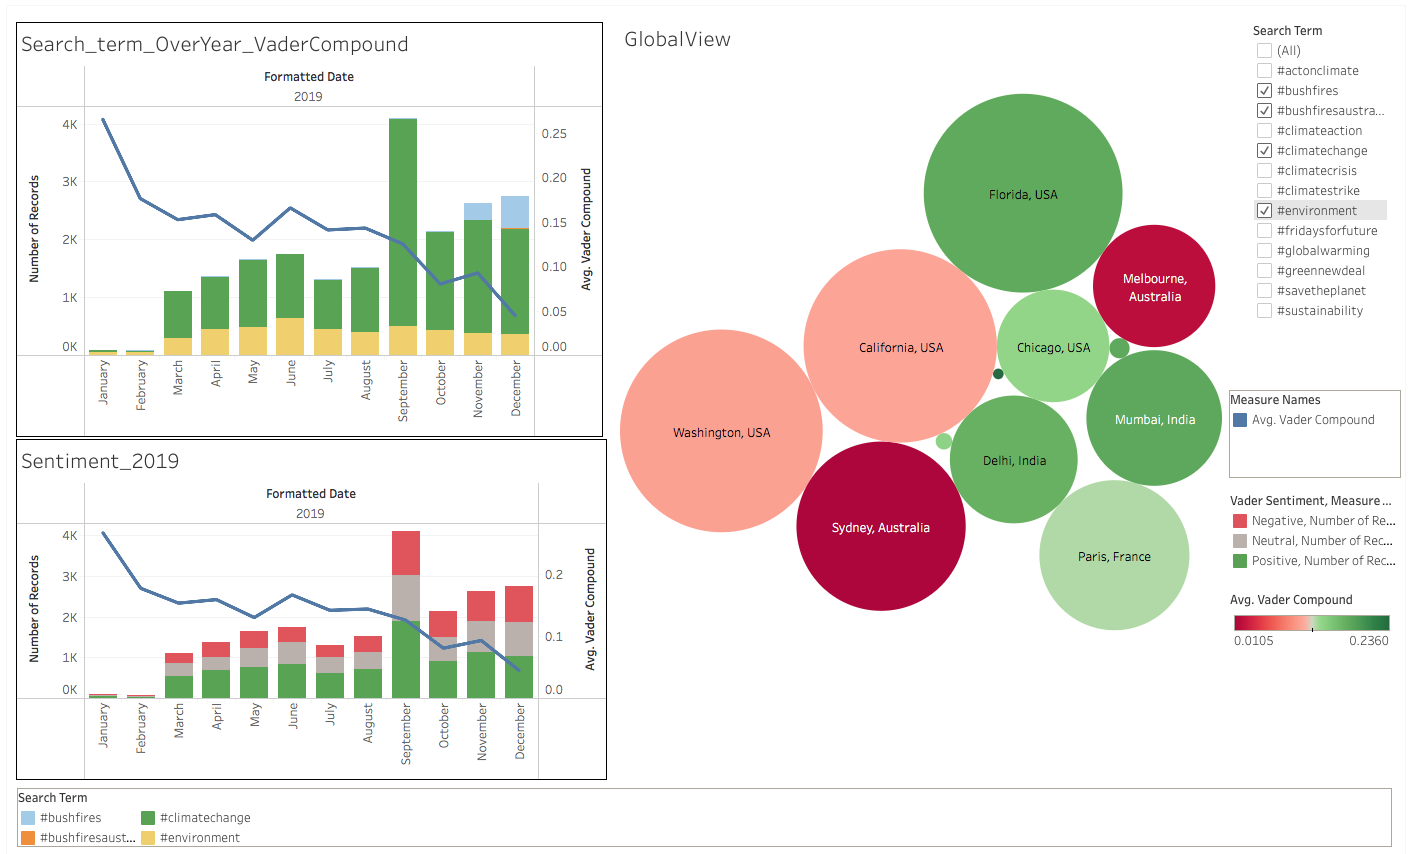 Search_term_OverYear_VaderCompound
Formatted Date
2019
Number of Records
4K
3K
2K
1K
0K
0.25
0.20
0.15
0.10
0.05
0.00
Avg. Vader Compound
January
February
March
April
May
June
July
August
September
October
November
December
Sentiment_2019
Formatted Date
2019
Number of Records
4K
3K
2K
1K
0K
0.2
0.1
0.0
Avg. Vader Compound
January
February
March
April
May
June
July
August
September
October
November
December
GlobalView
Florida, USA
Melbourne,
Australia
California, USA
Chicago, USA
Washington, USA
Mumbai, India
Delhi, India
Sydney, Australia
Paris, France
Search Term
(All)
#actonclimate
#bushfires
#bushfiresaustra...
#climateaction
#climatechange
#climatecrisis
#climatestrike
#environment
#fridaysforfuture
#globalwarming
#greennewdeal
#savetheplanet
#sustainability
Measure Names
Avg. Vader Compound
Vader Sentiment, Measure ...
Negative, Number of Re...
Neutral, Number of Rec...
Positive, Number of Rec...
Avg. Vader Compound
0.0105 0.2360
Search Term
#bushfires #climatechange
#bushfiresaust... #environment